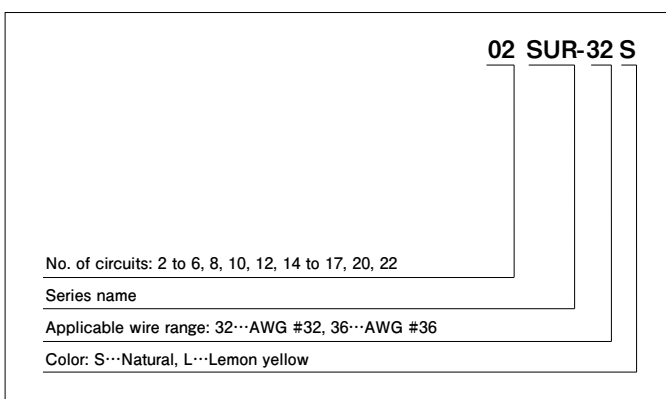 02 SUR-32 S
No. of circuits: 2 to 6, 8, 10, 12, 14 to 17, 20, 22
Series name
Applicable wire range: 32···AWG #32, 36···AWG #36
Color: S···Natural, L···Lemon yellow